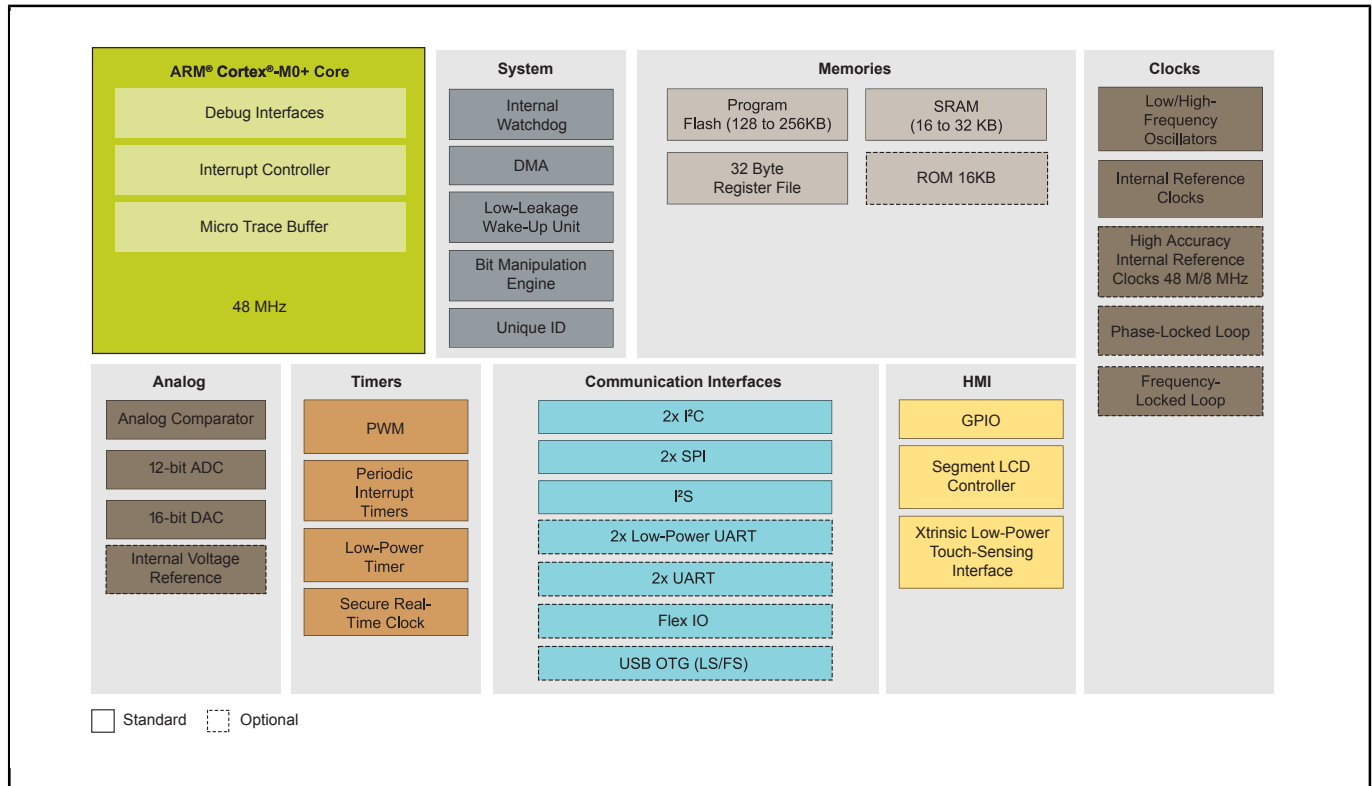 ARM® Cortex®-M0+ Core
Debug Interfaces
Interrupt Controller
Micro Trace Buffer
48 MHz
System
Internal
Watchdog
DMA
Low-Leakage
Wake-Up Unit
Bit Manipulation
Engine
Unique ID
Memories
Program
Flash (128 to 256KB)
SRAM
(16 to 32 KB)
32 Byte
Register File
ROM 16KB
Clocks
Low/High-
Frequency
Oscillators
Internal Reference
Clocks
High Accuracy
Internal Reference
Clocks 48 M/8 MHz
Phase-Locked Loop
Frequency-
Locked Loop
Analog
Analog Comparator
12-bit ADC
16-bit DAC
Internal Voltage
Reference
Timers
PWM
Periodic
Interrupt
Timers
Low-Power
Timer
Secure Real-
Time Clock
Communication Interfaces
2x I²C
2x SPI
I²S
2x Low-Power UART
2x UART
Flex IO
USB OTG (LS/FS)
HMI
GPIO
Segment LCD
Controller
Xtrinsic Low-Power
Touch-Sensing
Interface
Standard
Optional